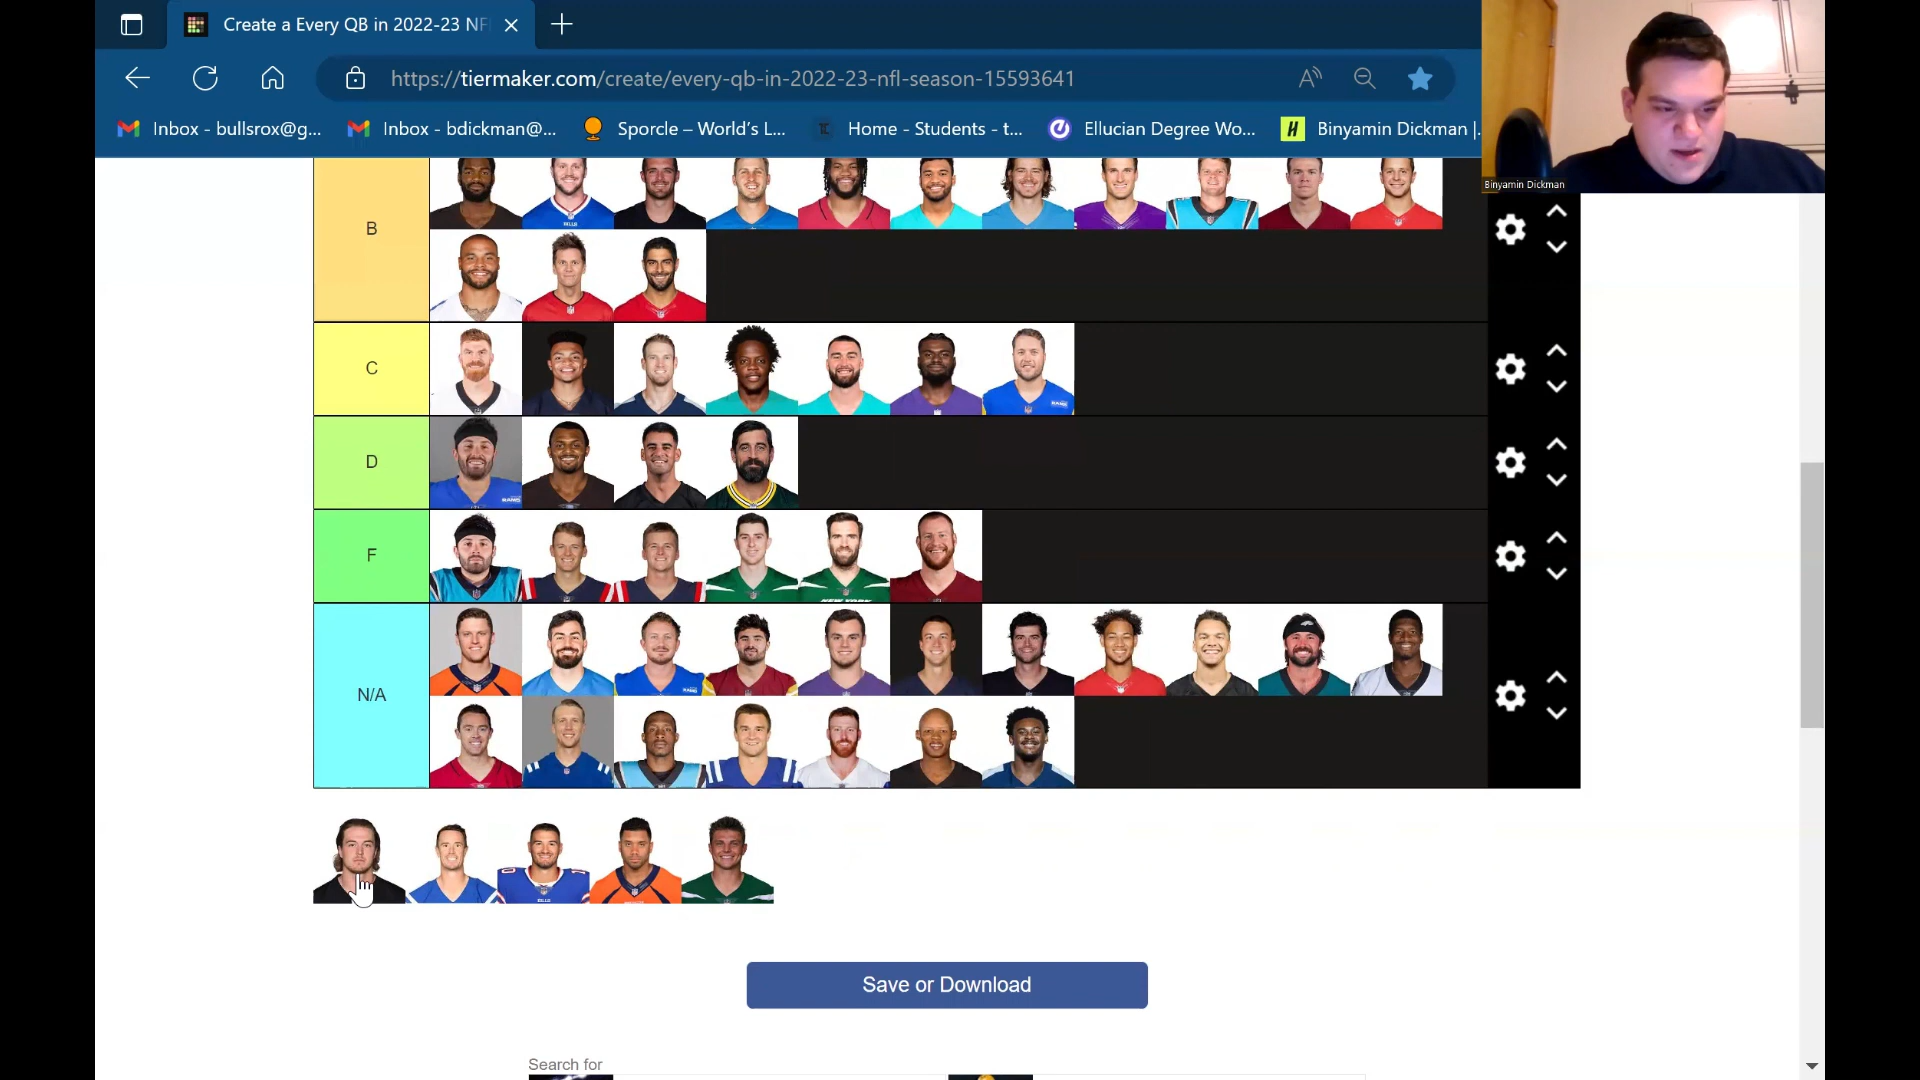 Create a Every QB in 2022-23 NF
https://tiermaker.com/create/every-qb-in-2022-23-nfl-season-15593641
Inbox - bullsrox@g... Inbox - bdickman@... Sporcle – World's L... Home - Students - t... Ellucian Degree Wo... H Binyamin Dickman |.
Binyamin Dickman
B
C
D
F
N/A
Save or Download
Search for